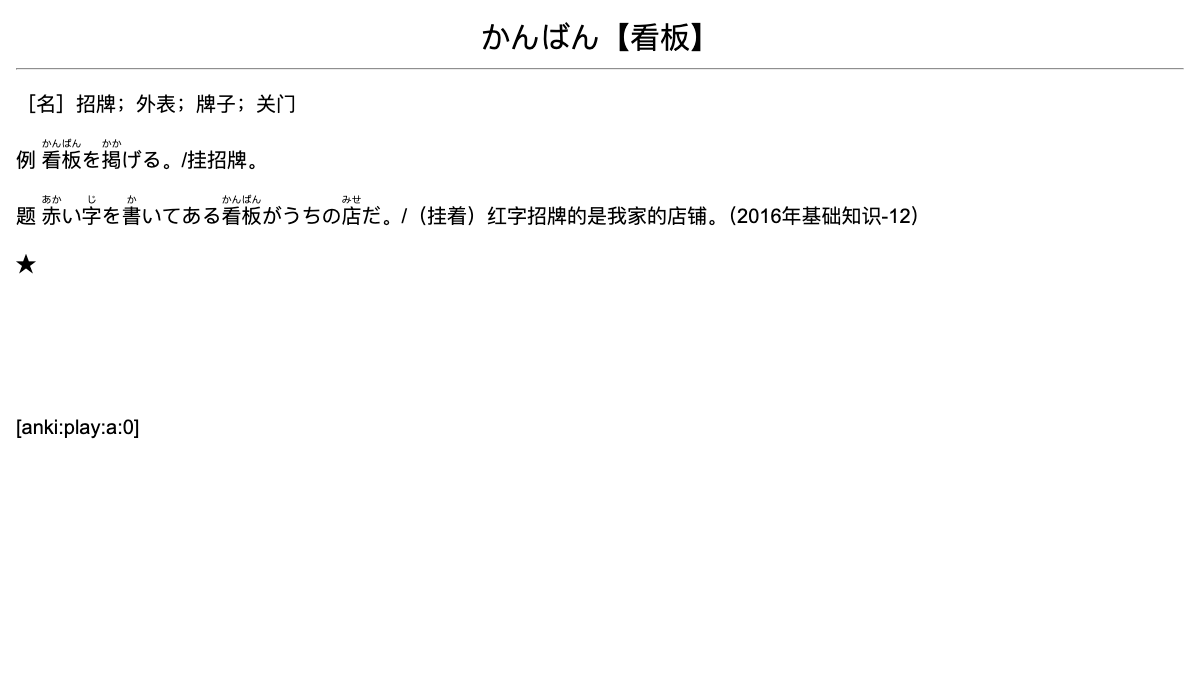 かんばん【看板】
［名］招牌；外表；牌子；关门
かんばん かか
例 看板を掲げる。/挂招牌。
あか じ か かんばん みせ
题 赤い字を書いてある看板がうちの店だ。/（挂着）红字招牌的是我家的店铺。（2016年基础知识-12）
★
[anki:play:a:0]